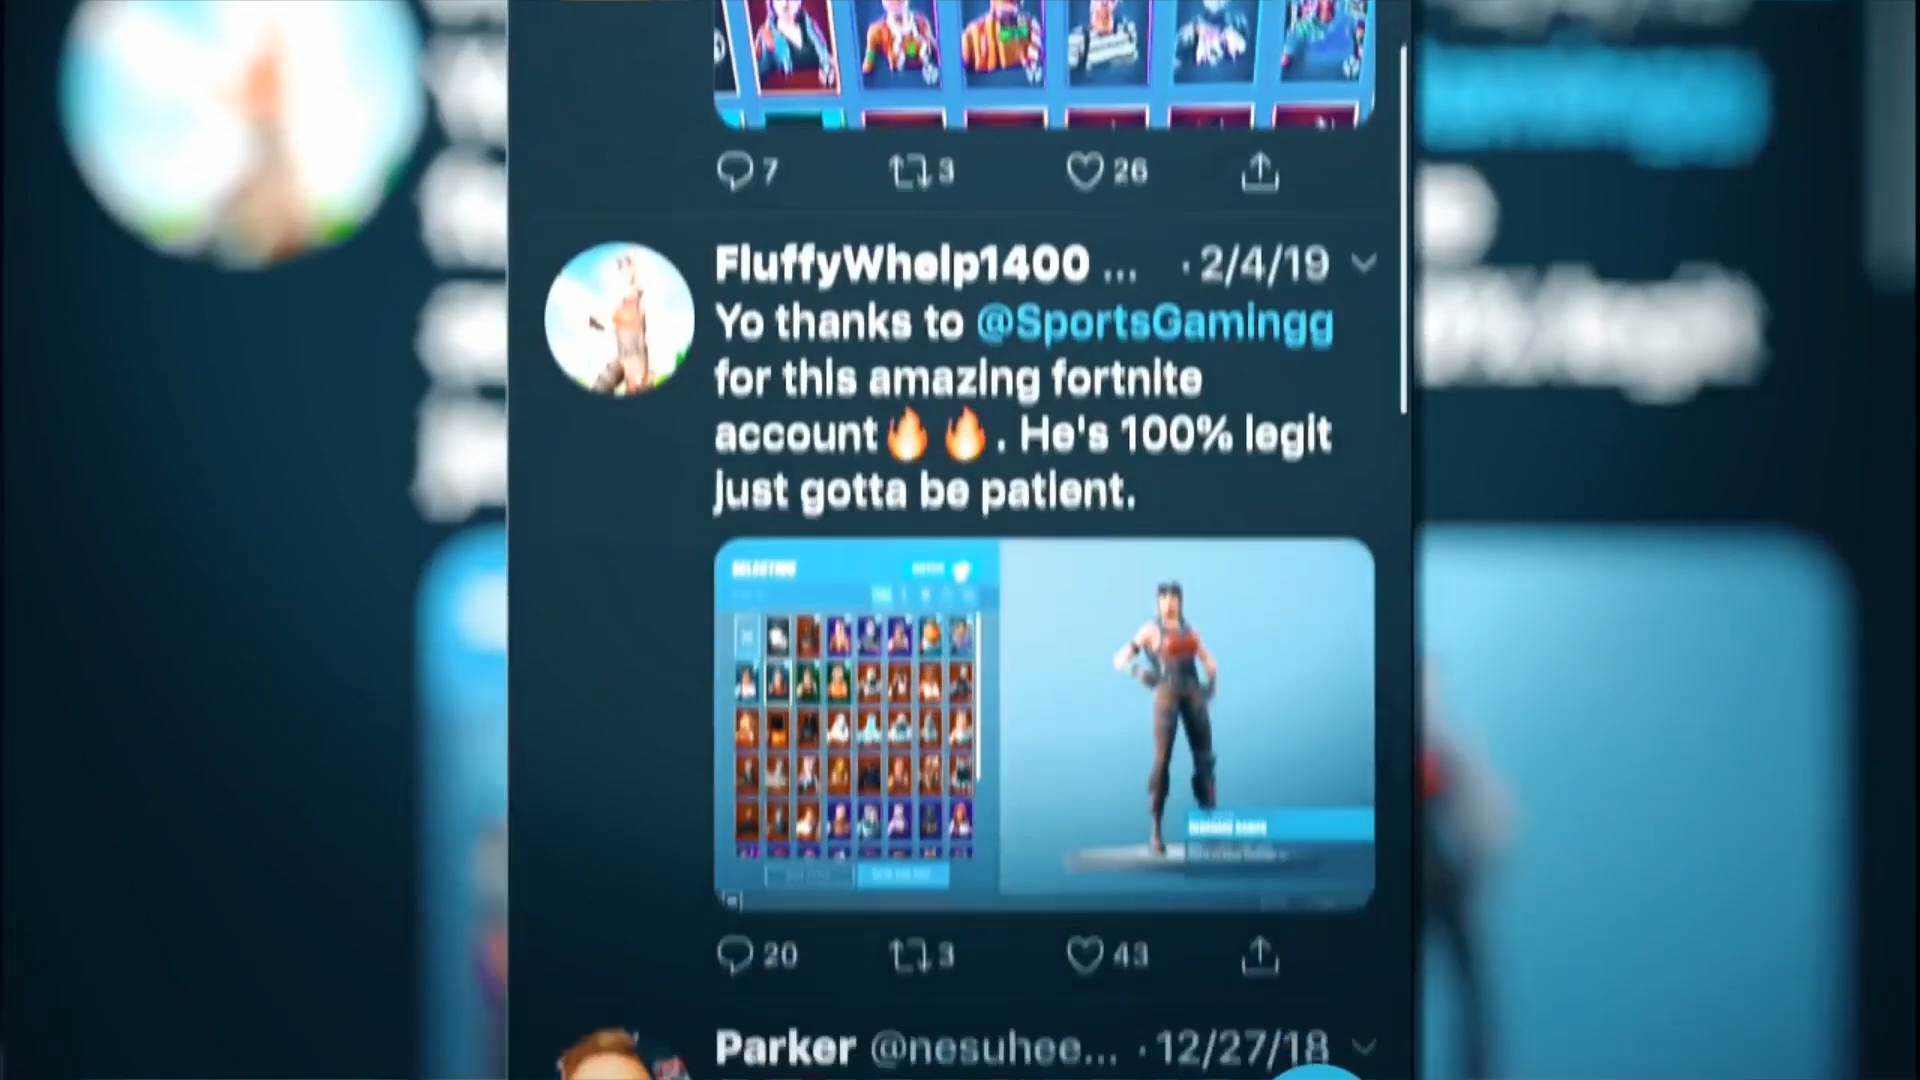 7 3 26
FluffyWhelp1400 ... · 2/4/19
Yo thanks to @SportsGamingg
for this amazing fortnite
account🔥🔥. He's 100% legit
just gotta be patient.
SELECTION
20 3 43
Parker @nesuhee... · 12/27/18